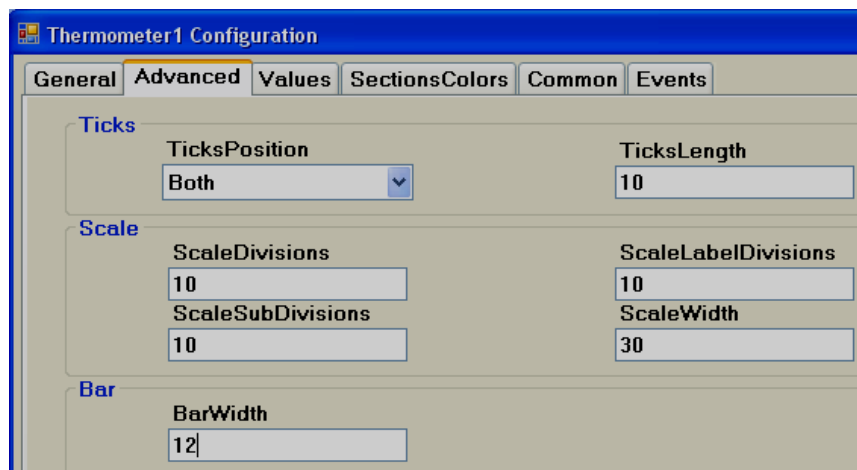 Thermometer1 Configuration
General Advanced Values SectionsColors Common Events
Ticks
TicksPosition TicksLength
Both 10
Scale
ScaleDivisions ScaleLabelDivisions
10 10
ScaleSubDivisions ScaleWidth
10 30
Bar
BarWidth
12